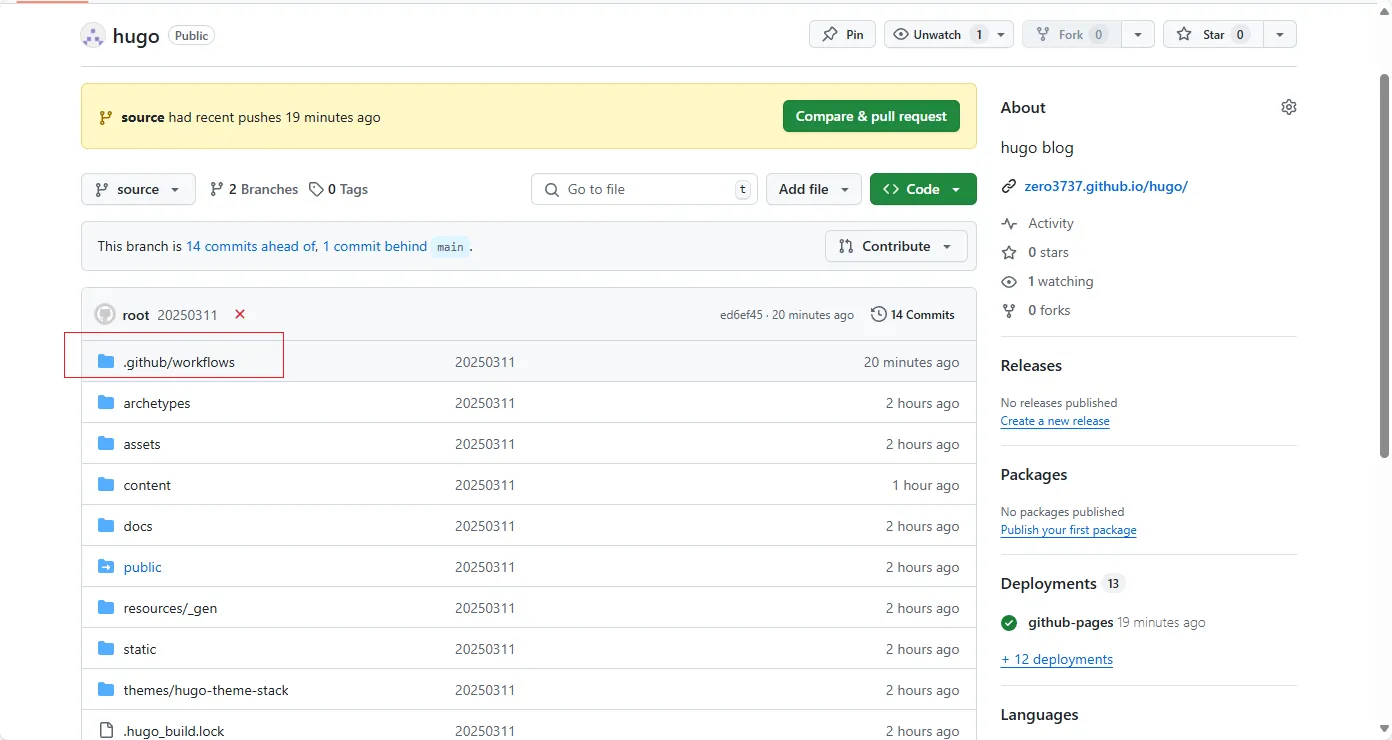 hugo Public Pin Unwatch 1 Fork 0 Star 0
source had recent pushes 19 minutes ago Compare & pull request
source 2 Branches 0 Tags Go to file t Add file Code
This branch is 14 commits ahead of, 1 commit behind main . Contribute
root 20250311 ed6ef45 · 20 minutes ago 14 Commits
.github/workflows 20250311 20 minutes ago
archetypes 20250311 2 hours ago
assets 20250311 2 hours ago
content 20250311 1 hour ago
docs 20250311 2 hours ago
public 20250311 2 hours ago
resources/_gen 20250311 2 hours ago
static 20250311 2 hours ago
themes/hugo-theme-stack 20250311 2 hours ago
.hugo_build.lock 20250311 2 hours ago
About
hugo blog
zero3737.github.io/hugo/
Activity
0 stars
1 watching
0 forks
Releases
No releases published
Create a new release
Packages
No packages published
Publish your first package
Deployments 13
github-pages 19 minutes ago
+ 12 deployments
Languages